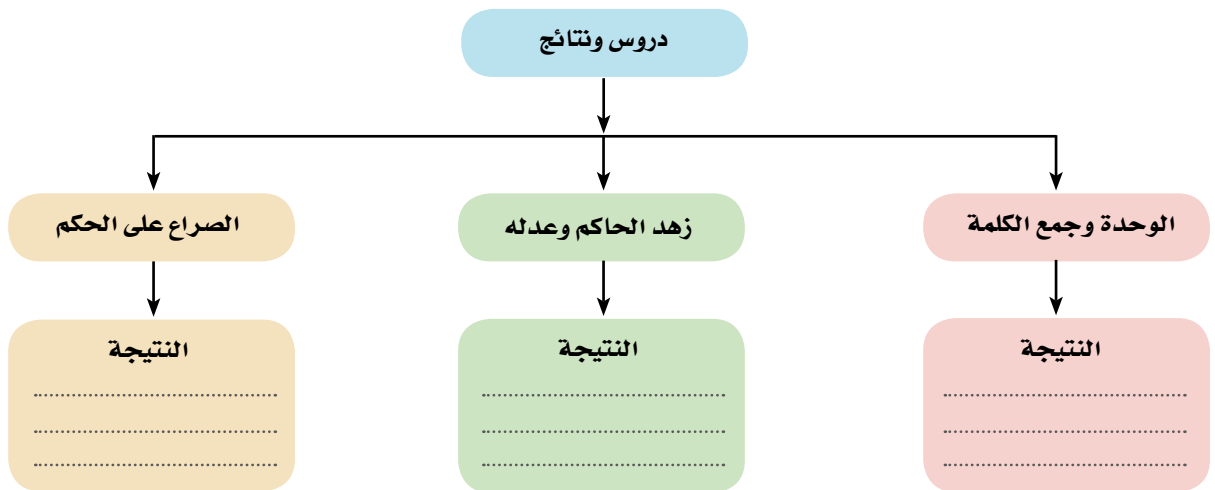 دروس ونتائج
الوحدة وجمع الكلمة
زهد الحاكم وعدله
الصراع على الحكم
النتيجة
النتيجة
النتيجة